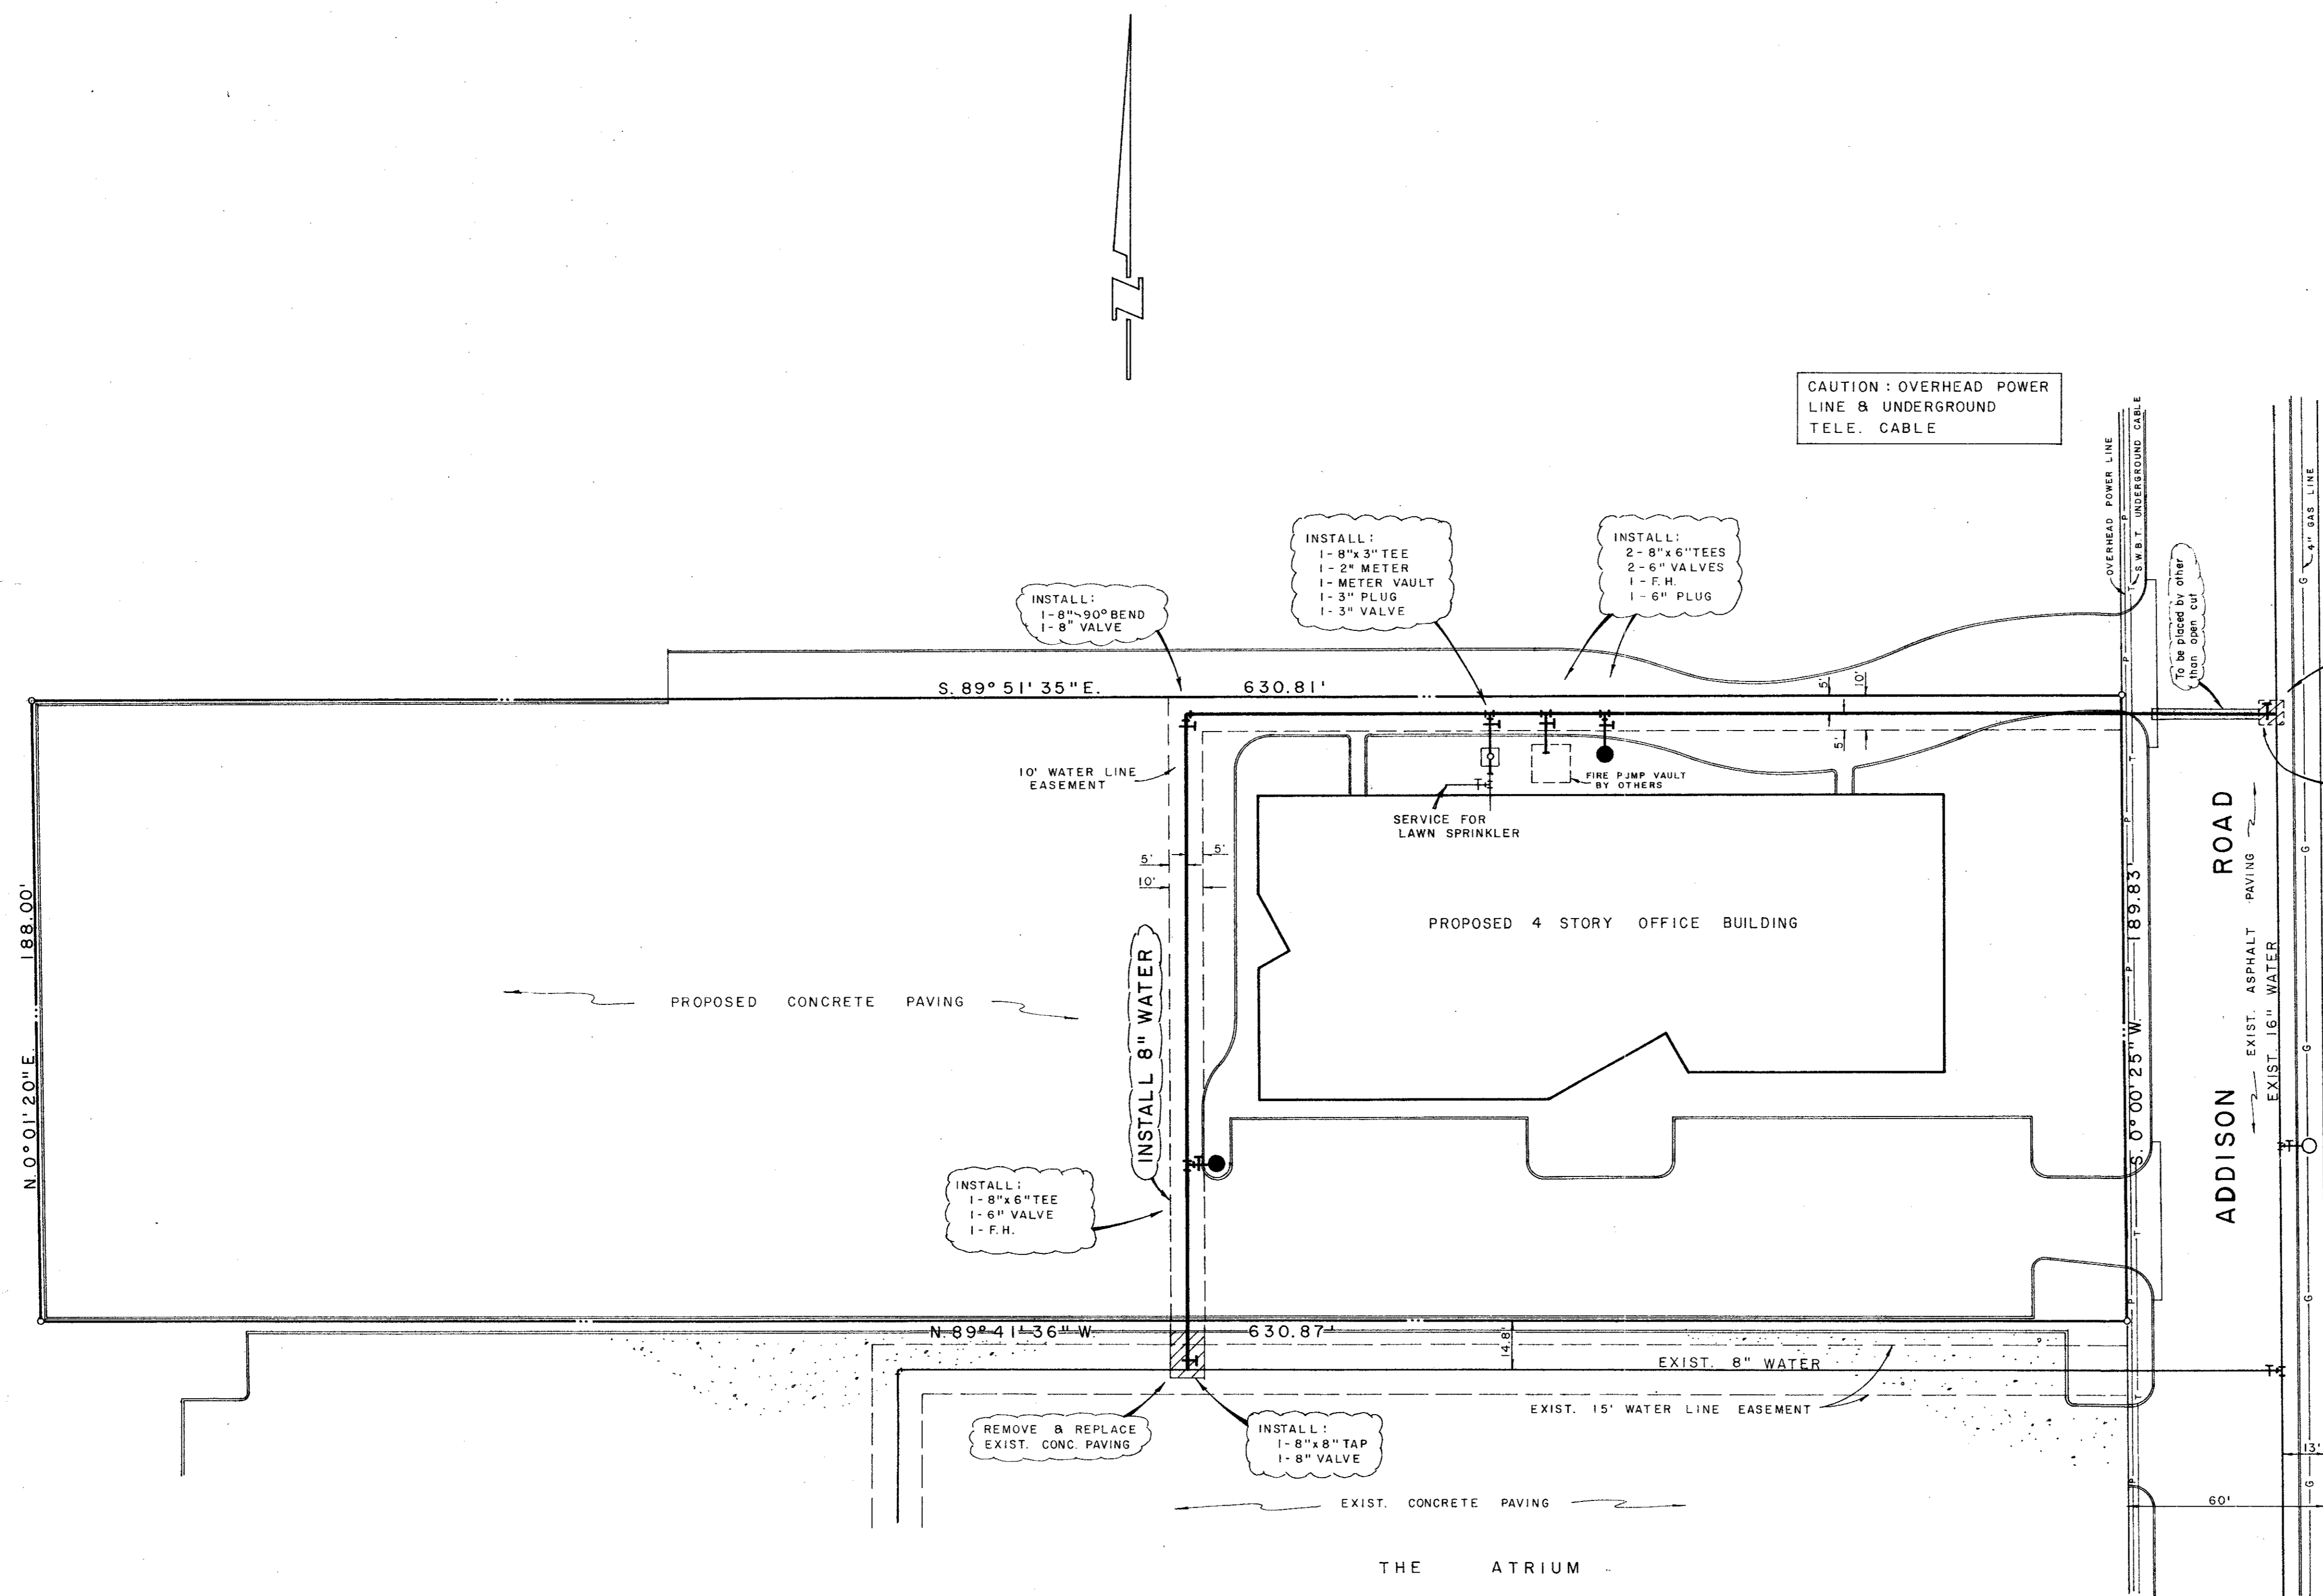 CAUTION : OVERHEAD POWER
LINE & UNDERGROUND
TELE. CABLE
OVERHEAD POWER LINE
S.W.B.T. UNDERGROUND CABLE
4" GAS LINE
To be placed by other
than open cut
INSTALL:
1-8" 90° BEND
1-8" VALVE
INSTALL:
1-8"x 3" TEE
1-2" METER
1-METER VAULT
1-3" PLUG
1-3" VALVE
INSTALL:
2-8"x 6"TEES
2-6" VALVES
1-F.H.
1-6" PLUG
S. 89° 51' 35"E. 630.81'
5'
10'
5'
10' WATER LINE
EASEMENT
FIRE PUMP VAULT
BY OTHERS
SERVICE FOR
LAWN SPRINKLER
5'
5'
10'
PROPOSED 4 STORY OFFICE BUILDING
PROPOSED CONCRETE PAVING
INSTALL 8" WATER
N. 0° 01' 20" E. 188.00'
S. 0° 00' 25" W. 189.83'
ADDISON ROAD
EXIST. ASPHALT PAVING
EXIST. 16" WATER
INSTALL:
1-8"x 6"TEE
1-6" VALVE
1-F.H.
N. 89° 41' 36" W. 630.87'
14.8'
EXIST. 8" WATER
EXIST. 15' WATER LINE EASEMENT
REMOVE & REPLACE
EXIST. CONC. PAVING
INSTALL:
1-8"x 8" TAP
1-8" VALVE
13'
60'
EXIST. CONCRETE PAVING
THE ATRIUM